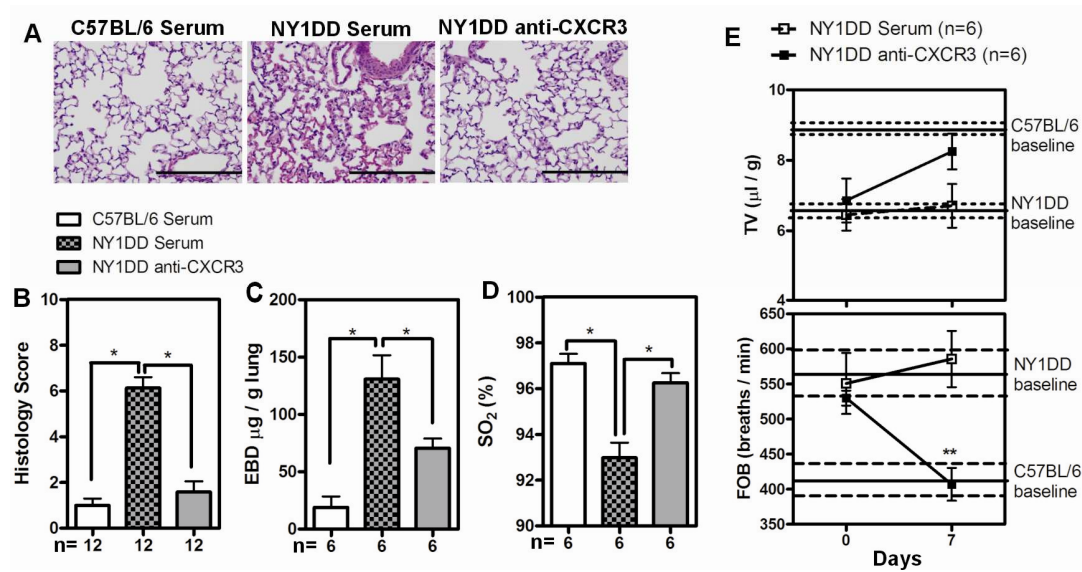 A
C57BL/6 Serum
NY1DD Serum
NY1DD anti-CXCR3
C57BL/6 Serum
NY1DD Serum
NY1DD anti-CXCR3
B
Histology Score
10
8
6
4
2
0
n= 12 12 12
*
*
C
EBD µg / g lung
200
150
100
50
0
n= 6 6 6
*
*
D
SO2 (%)
98
96
94
92
90
n= 6 6 6
*
*
E
NY1DD Serum (n=6)
NY1DD anti-CXCR3 (n=6)
TV (µl / g)
10
8
6
4
C57BL/6
baseline
NY1DD
baseline
FOB (breaths / min)
650
600
550
500
450
400
350
NY1DD
baseline
**
C57BL/6
baseline
0 7
Days